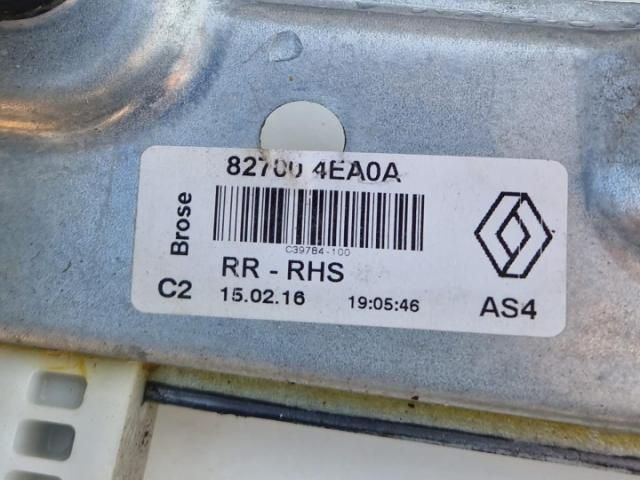 82700 4EA0A
Brose
C39784-100
RR - RHS
C2
15.02.16 19:05:46
AS4